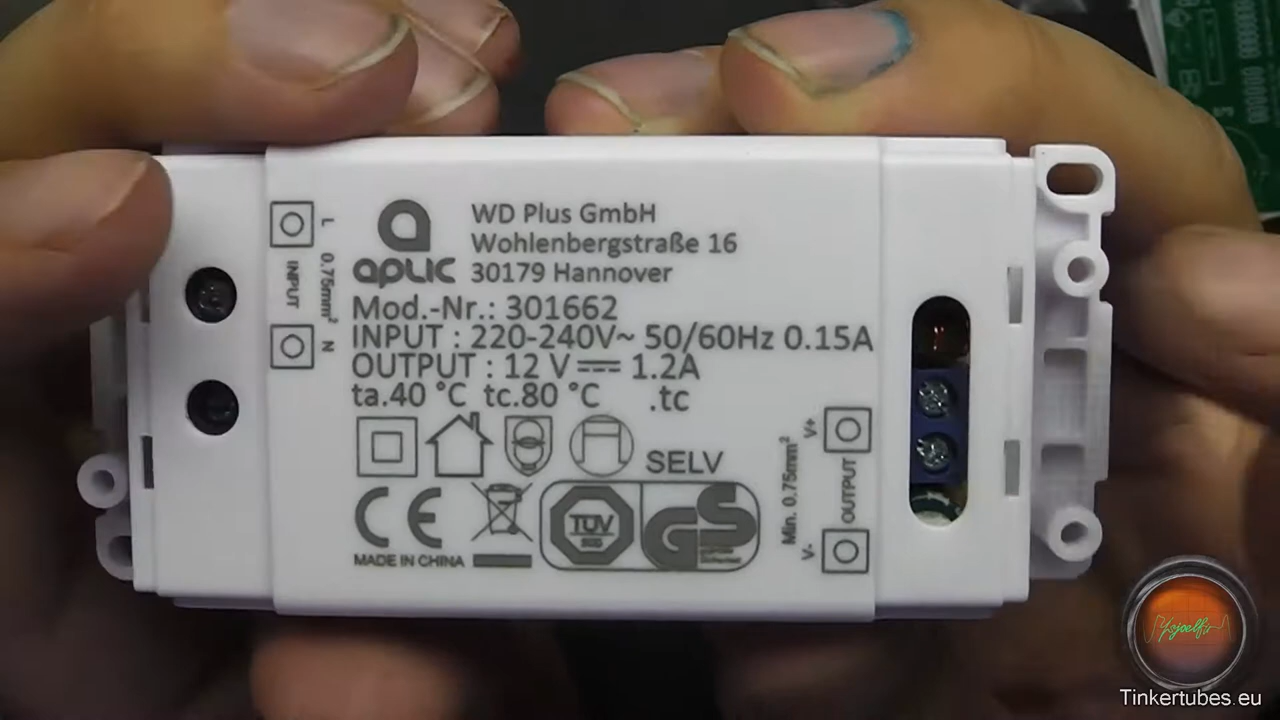 WD Plus GmbH
Wohlenbergstraße 16
aplic
30179 Hannover
Mod.-Nr.: 301662
INPUT : 220-240V~ 50/60Hz 0.15A
OUTPUT : 12 V 1.2A
ta.40 °C tc.80 °C .tc
SELV
CE
TÜV
SÜD
GS
MADE IN CHINA
L
0.75mm²
INPUT
N
V+
Min. 0.75mm²
OUTPUT
V-
Tinkertubes.eu